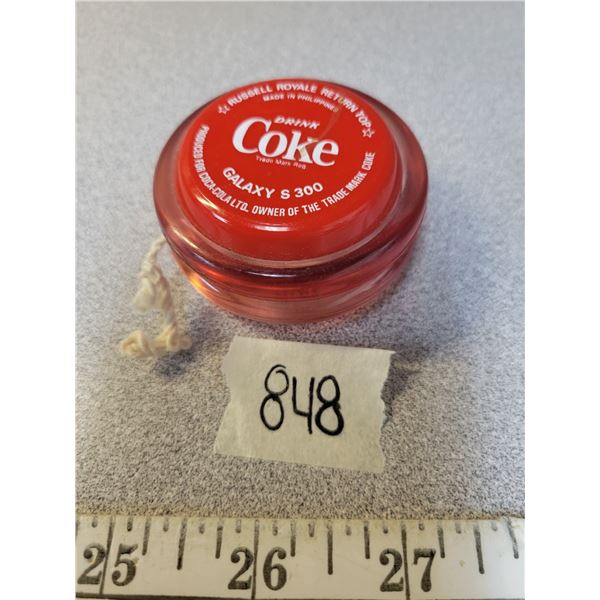 ☆ RUSSELL ROYALE RETURN TOP ☆
MADE IN PHILIPPINES
DRINK
Coke
Trade Mark Reg
GALAXY S 300
PRODUCED FOR COCA-COLA LTD. OWNER OF THE TRADE MARK COKE
848
25 26 27